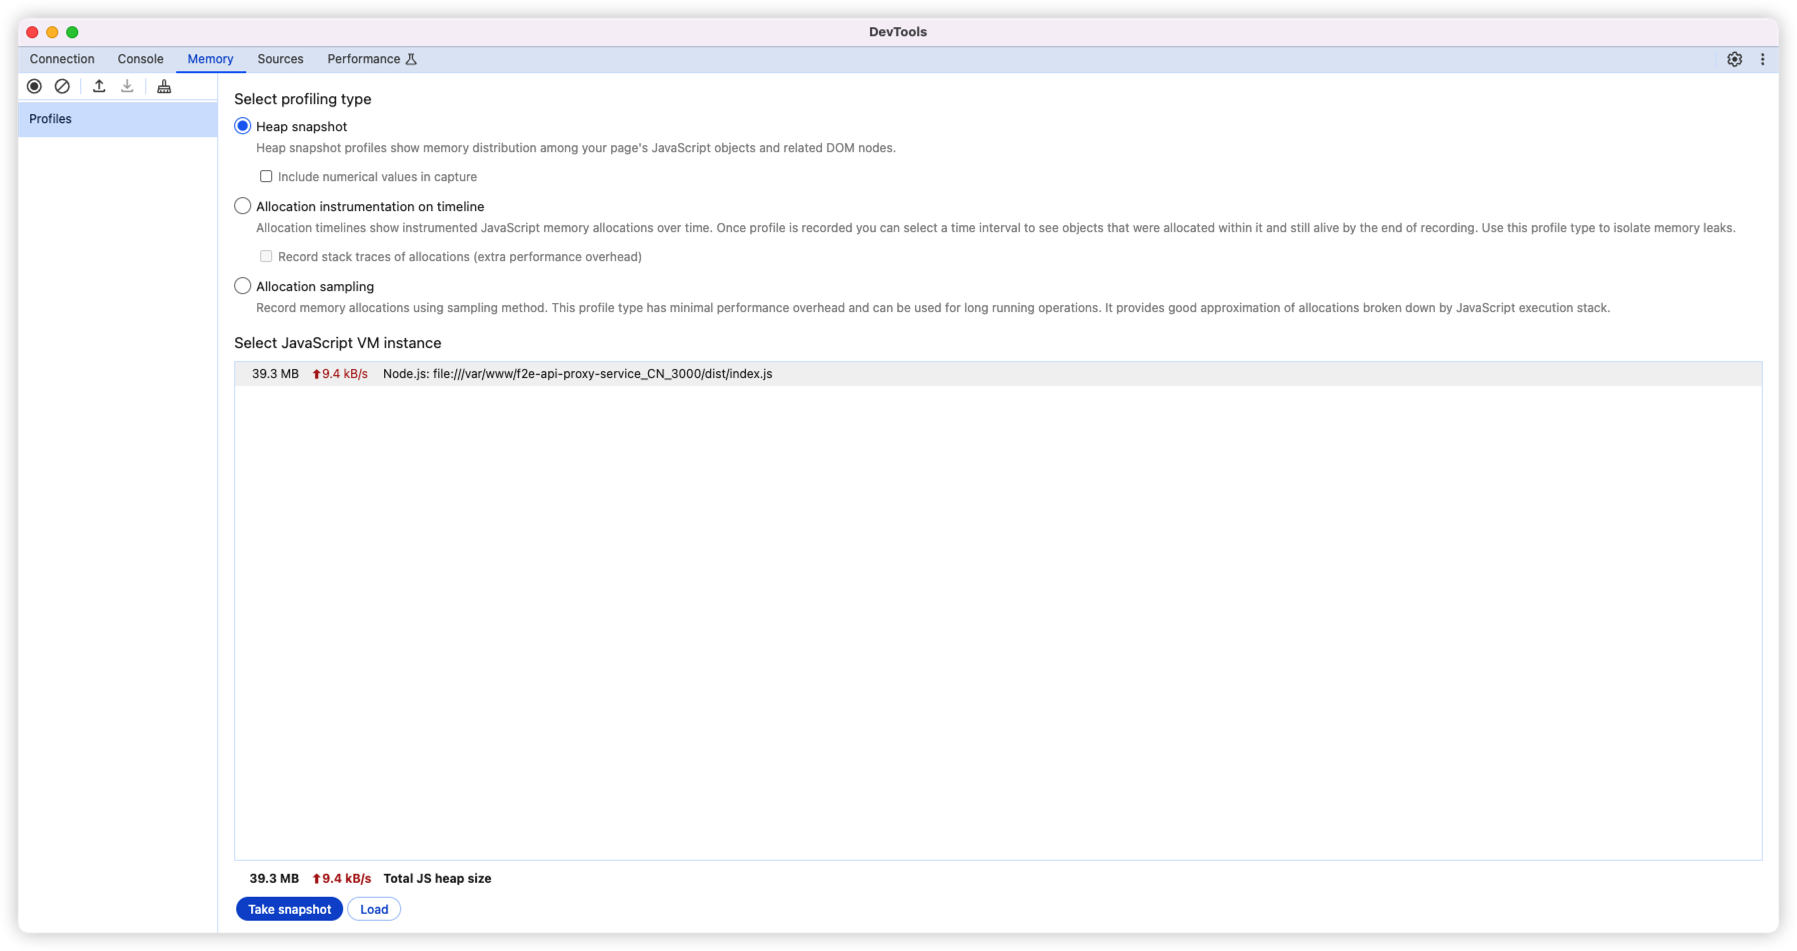 DevTools
Connection Console Memory Sources Performance
Profiles
Select profiling type
Heap snapshot
Heap snapshot profiles show memory distribution among your page's JavaScript objects and related DOM nodes.
Include numerical values in capture
Allocation instrumentation on timeline
Allocation timelines show instrumented JavaScript memory allocations over time. Once profile is recorded you can select a time interval to see objects that were allocated within it and still alive by the end of recording. Use this profile type to isolate memory leaks.
Record stack traces of allocations (extra performance overhead)
Allocation sampling
Record memory allocations using sampling method. This profile type has minimal performance overhead and can be used for long running operations. It provides good approximation of allocations broken down by JavaScript execution stack.
Select JavaScript VM instance
39.3 MB 9.4 kB/s Node.js: file:///var/www/f2e-api-proxy-service_CN_3000/dist/index.js
39.3 MB 9.4 kB/s Total JS heap size
Take snapshot Load